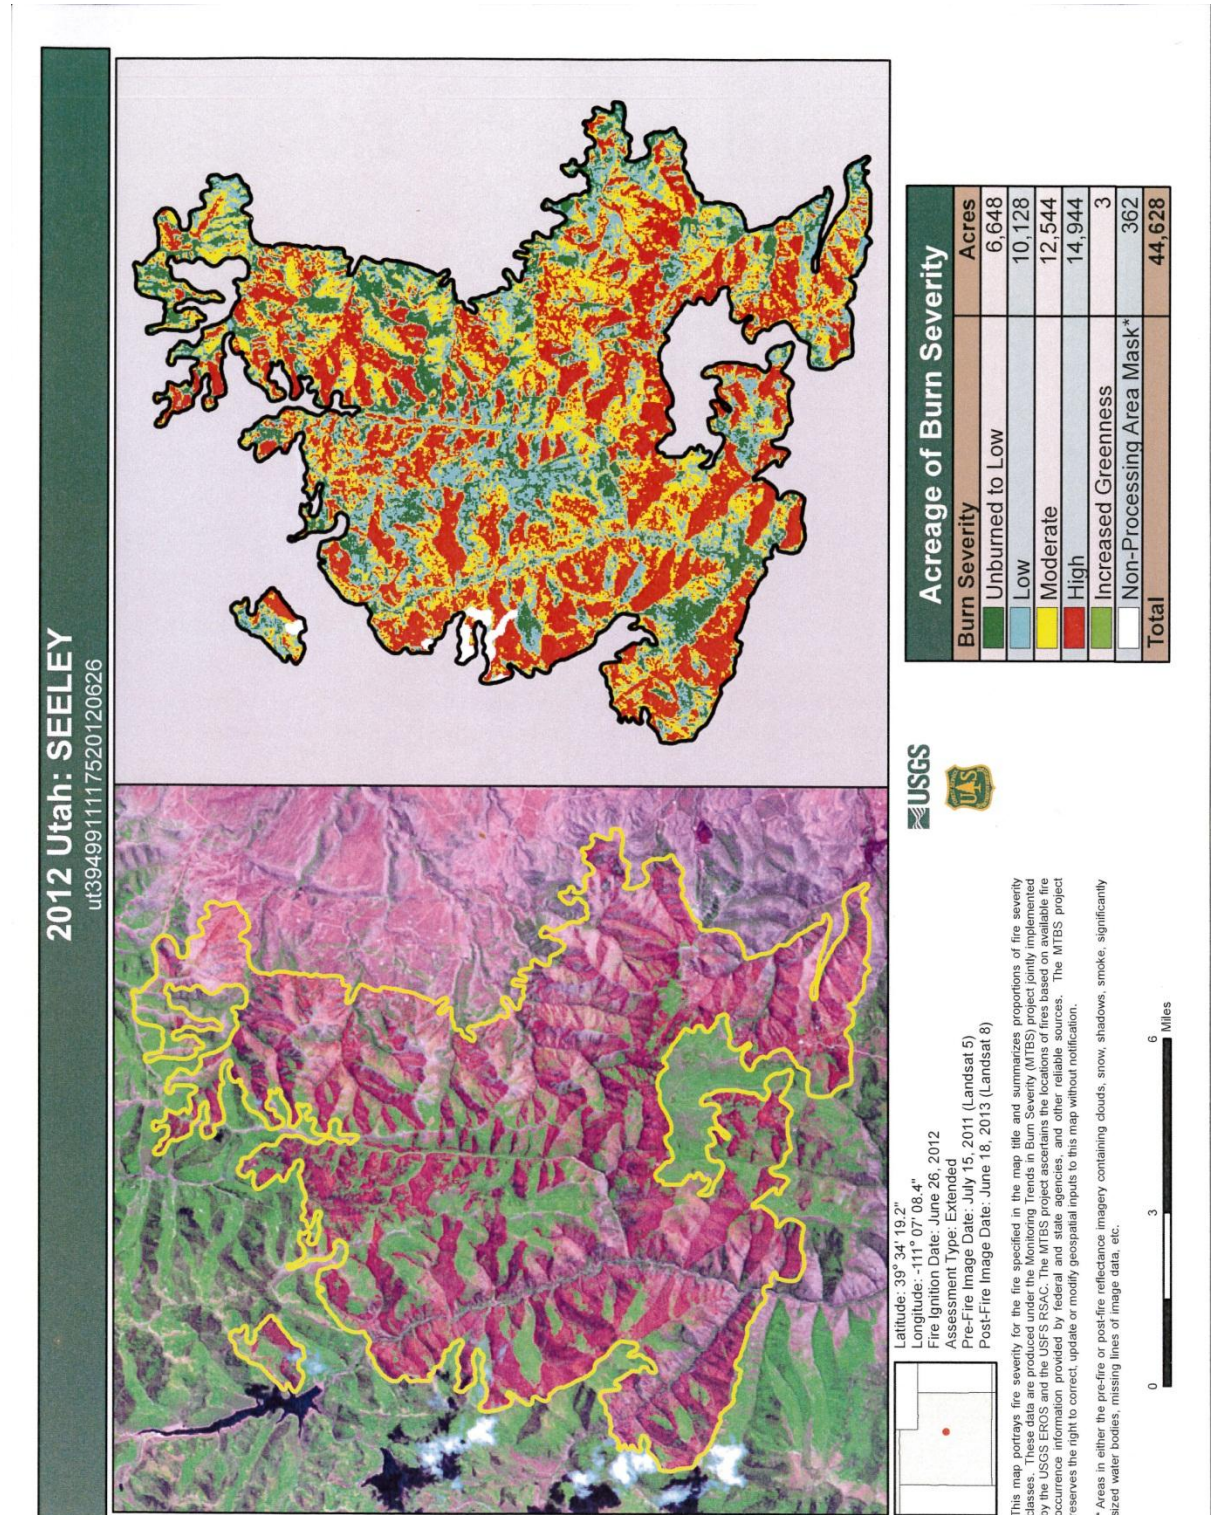 2012 Utah: SEELEY
ut3949911111752​0120626
Latitude: 39° 34' 19.2"
Longitude: -111° 07' 08.4"
Fire Ignition Date: June 26, 2012
Assessment Type: Extended
Pre-Fire Image Date: July 15, 2011 (Landsat 5)
Post-Fire Image Date: June 18, 2013 (Landsat 8)
This map portrays fire severity for the fire specified in the map title and summarizes proportions of fire severity
classes. These data are produced under the Monitoring Trends in Burn Severity (MTBS) project jointly implemented
by the USGS EROS and the USFS RSAC. The MTBS project ascertains the locations of fires based on available fire
occurrence information provided by federal and state agencies, and other reliable sources. The MTBS project
reserves the right to correct, update or modify geospatial inputs to this map without notification.
* Areas in either the pre-fire or post-fire reflectance imagery containing clouds, snow, shadows, smoke, significantly
sized water bodies, missing lines of image data, etc.
0 3 6 Miles
USGS
UAS
Acreage of Burn Severity
Burn Severity Acres
Unburned to Low 6,648
Low 10,128
Moderate 12,544
High 14,944
Increased Greenness 3
Non-Processing Area Mask* 362
Total 44,628